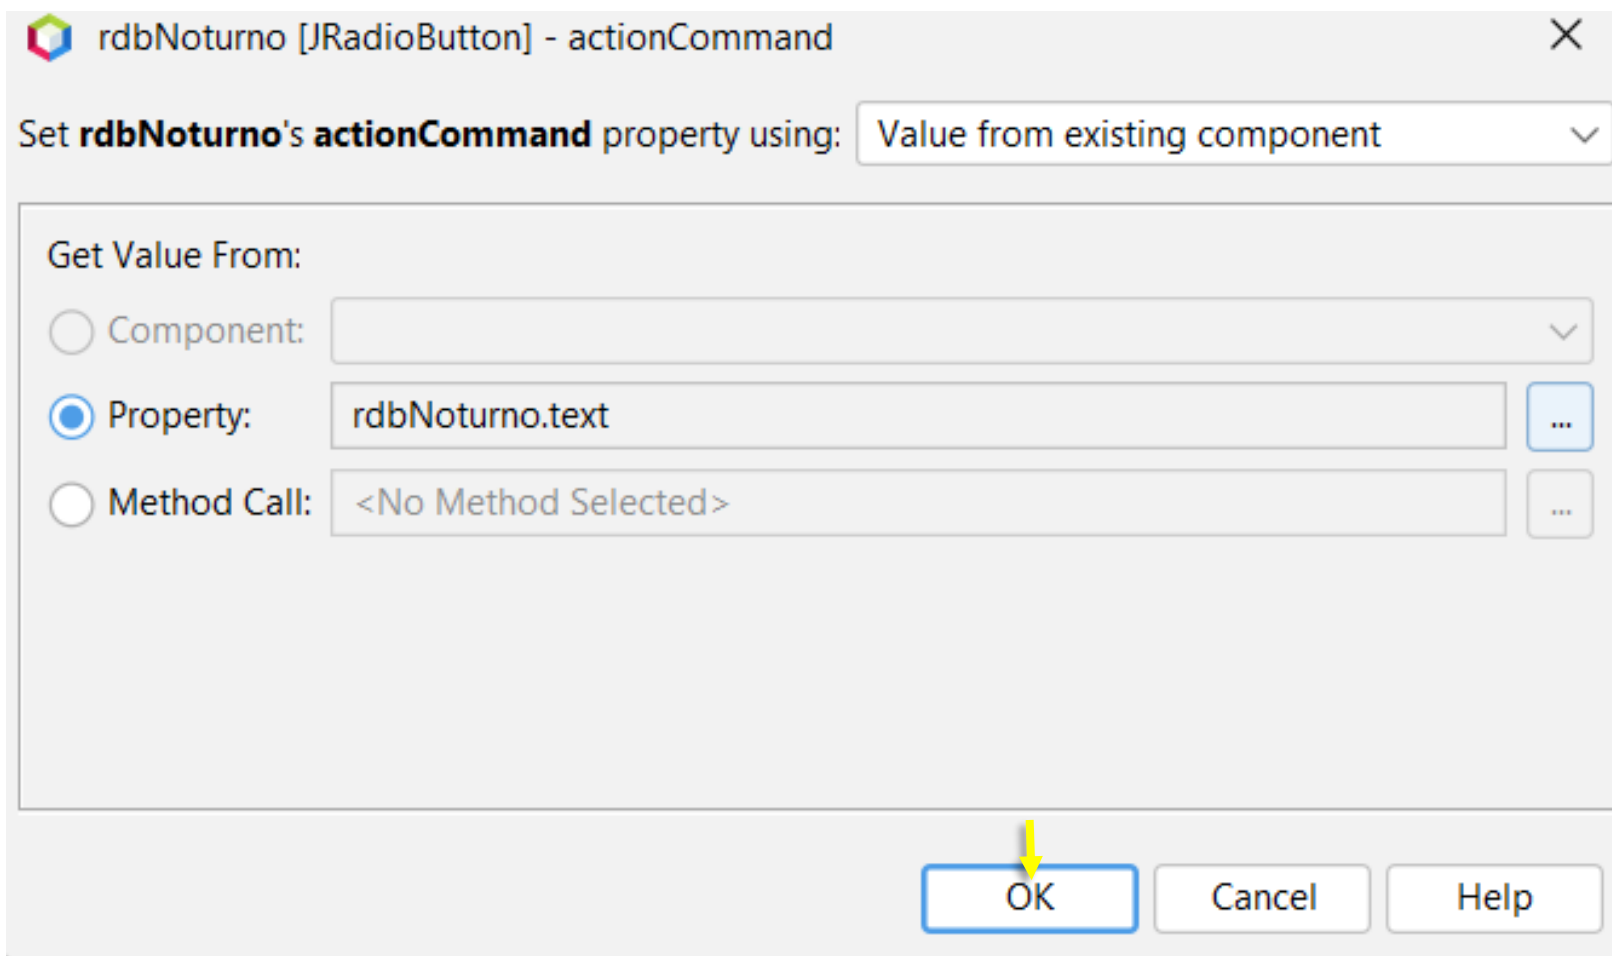 rdbNoturno [JRadioButton] - actionCommand
Set rdbNoturno's actionCommand property using: Value from existing component
Get Value From:
Component:
Property: rdbNoturno.text ...
Method Call: <No Method Selected> ...
OK Cancel Help